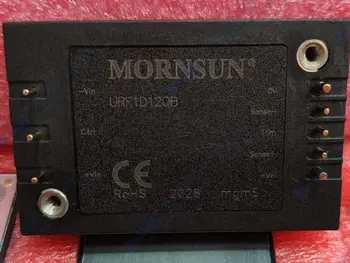 MORNSUN®
-Vin 0V
URF1D12QB
Sense-
Ctrl Trim
Sense+
+Vin +Vo
CE
RoHS 2028